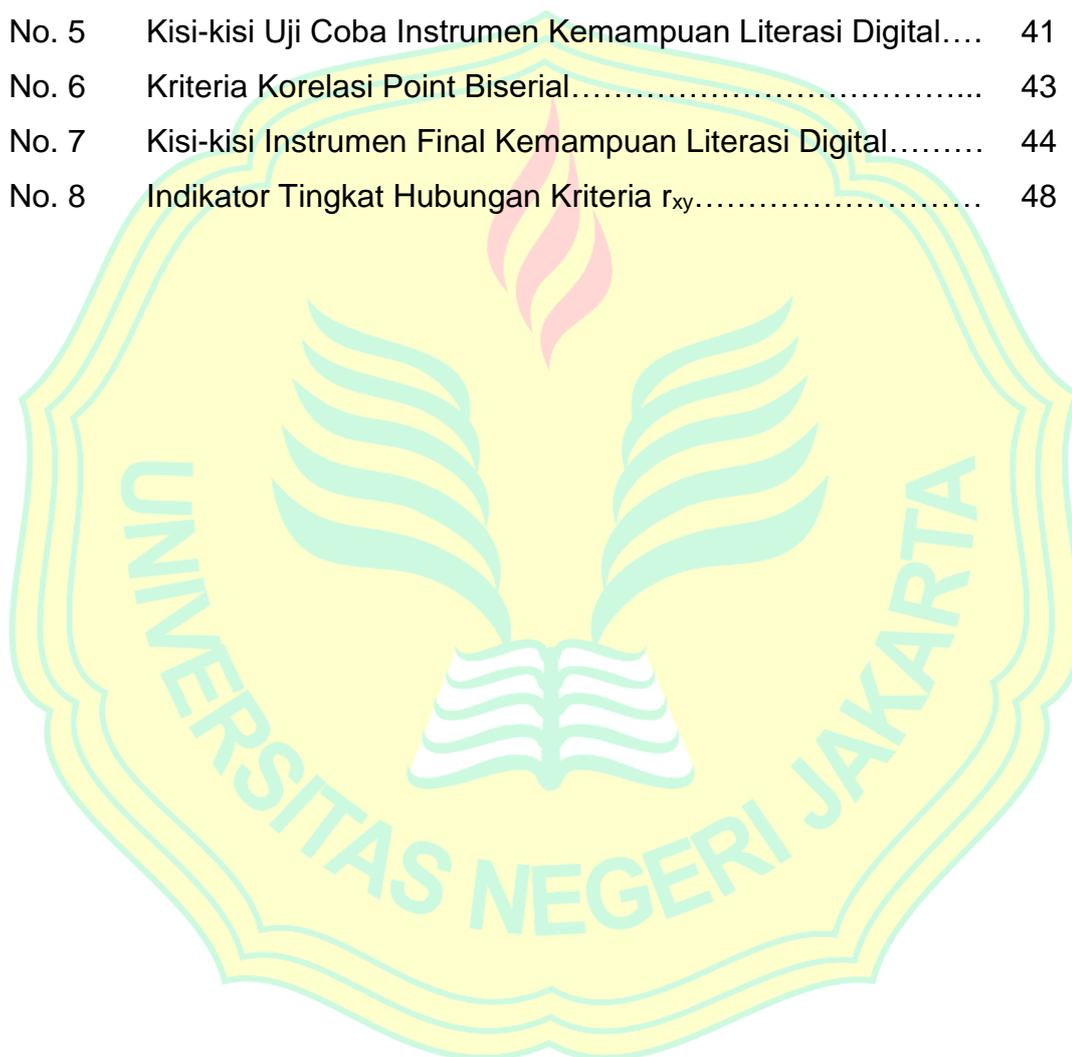 No. 5 Kisi-kisi Uji Coba Instrumen Kemampuan Literasi Digital…. 41
No. 6 Kriteria Korelasi Point Biserial………………………………... 43
No. 7 Kisi-kisi Instrumen Final Kemampuan Literasi Digital……… 44
No. 8 Indikator Tingkat Hubungan Kriteria rxy……………………… 48
UNIVERSITAS NEGERI JAKARTA